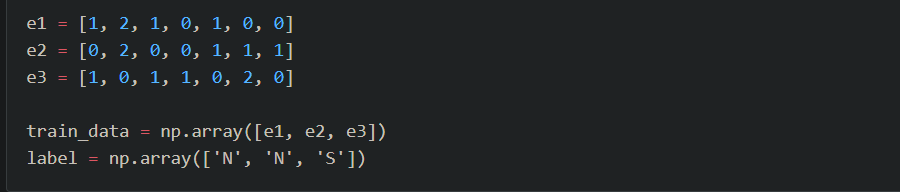 e1 = [1, 2, 1, 0, 1, 0, 0]
e2 = [0, 2, 0, 0, 1, 1, 1]
e3 = [1, 0, 1, 1, 0, 2, 0]
train_data = np.array([e1, e2, e3])
label = np.array(['N', 'N', 'S'])